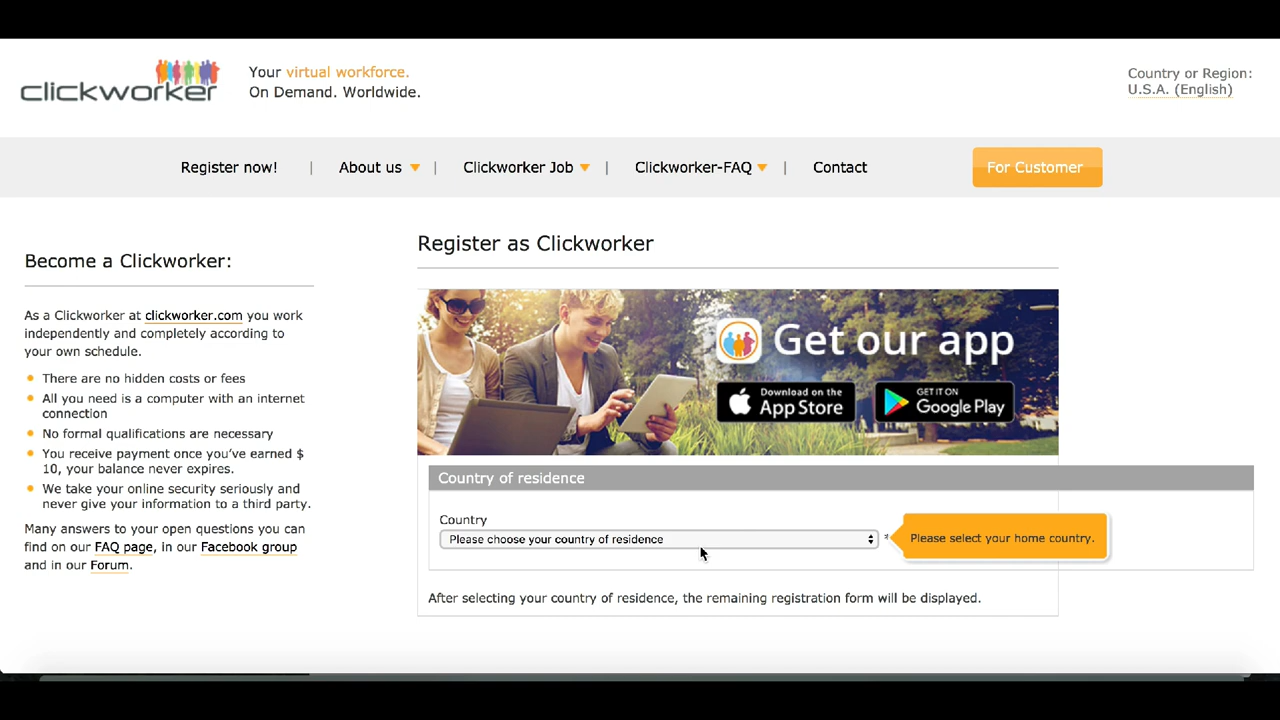 clickworker
Your virtual workforce.
On Demand. Worldwide.
Country or Region:
U.S.A. (English)
Register now! | About us | Clickworker Job | Clickworker-FAQ | Contact
For Customer
Become a Clickworker:
As a Clickworker at clickworker.com you work
independently and completely according to
your own schedule.
There are no hidden costs or fees
All you need is a computer with an internet
connection
No formal qualifications are necessary
You receive payment once you've earned $
10, your balance never expires.
We take your online security seriously and
never give your information to a third party.
Many answers to your open questions you can
find on our FAQ page, in our Facebook group
and in our Forum.
Register as Clickworker
Get our app
Download on the
App Store
GET IT ON
Google Play
Country of residence
Country
Please choose your country of residence
*
Please select your home country.
After selecting your country of residence, the remaining registration form will be displayed.